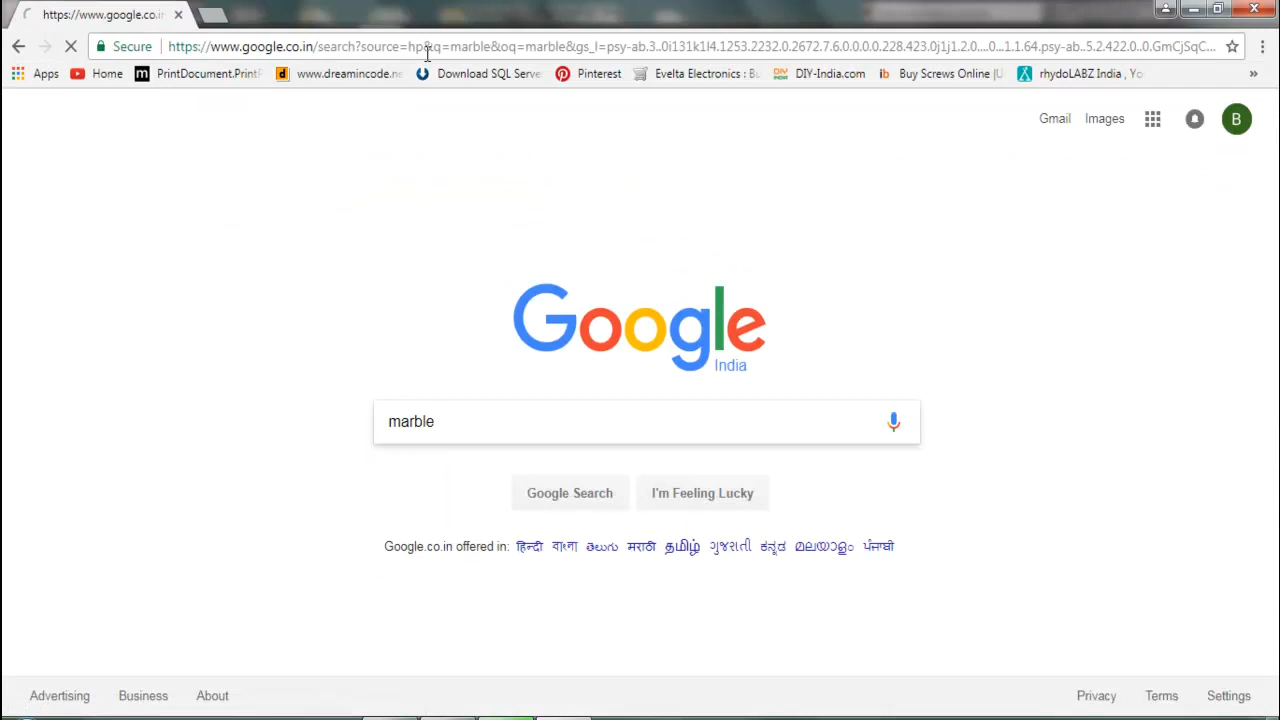 https://www.google.co.in
Secure https://www.google.co.in/search?source=hp&q=marble&oq=marble&gs_l=psy-ab.3..0i131k1l4.1253.2232.0.2672.7.6.0.0.0.0.228.423.0j1j1.2.0....0...1.1.64.psy-ab..5.2.422.0..0.GmCjSqC...
Apps Home PrintDocument.Print www.dreamincode.ne Download SQL Serve Pinterest Evelta Electronics : B DIY-India.com Buy Screws Online | rhydoLABZ India , Yo »
Gmail Images B
Google
India
marble
Google Search I'm Feeling Lucky
Google.co.in offered in: हिन्दी বাংলা తెలుగు मराठी தமிழ் ગુજરાતી ಕನ್ನಡ മലയാളം ਪੰਜਾਬੀ
Advertising Business About Privacy Terms Settings